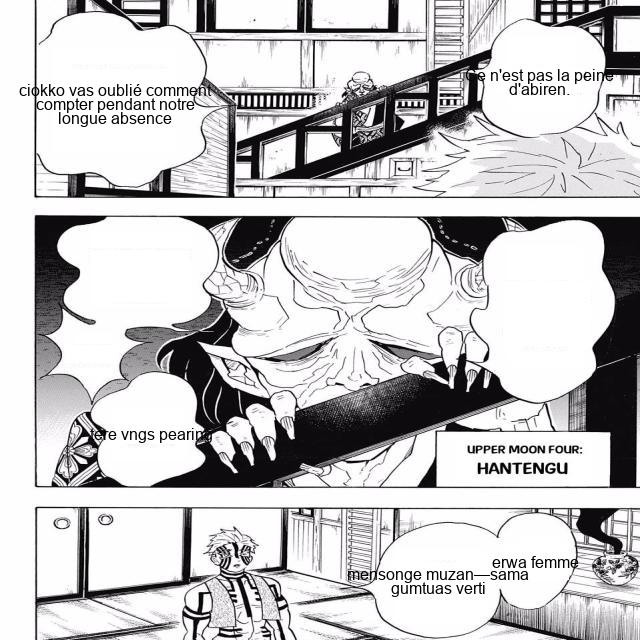 ciokko vas oublié comment
compter pendant notre
longue absence
Ce n'est pas la peine
d'abiren.
tere vngs pearing
UPPER MOON FOUR:
HANTENGU
erwa femme
mensonge muzan—sama
gumtuas verti